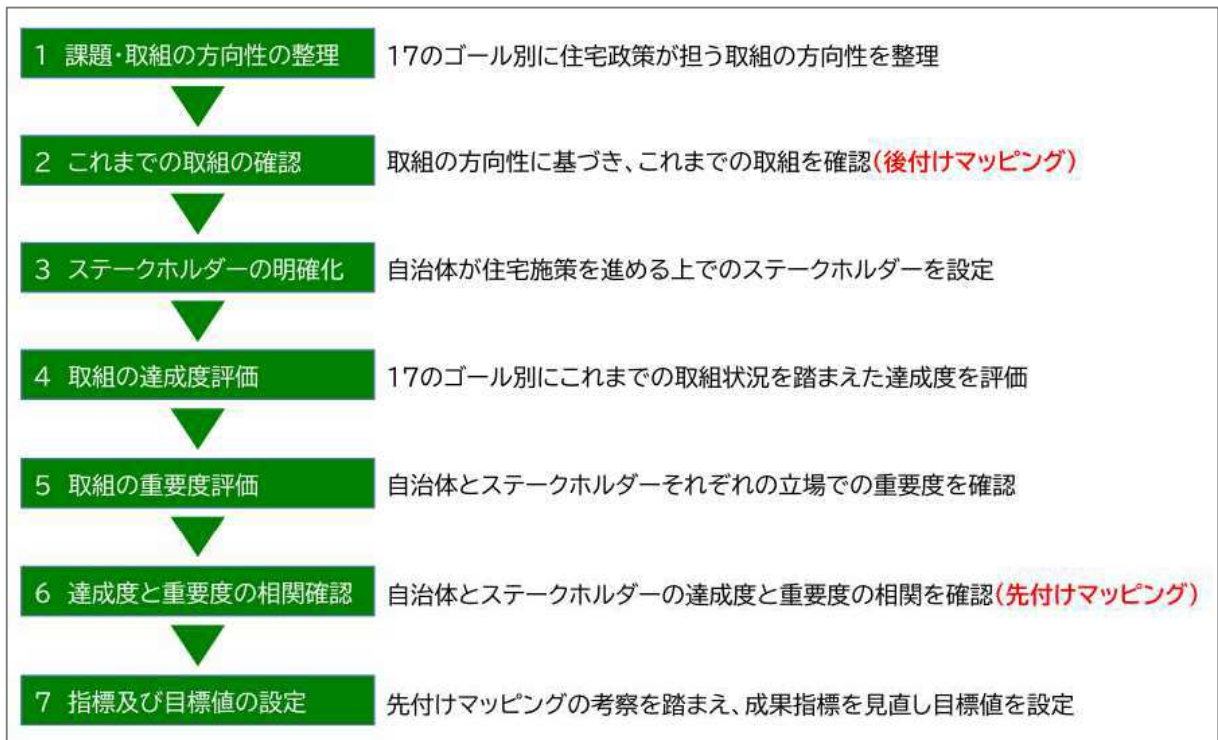 1 課題・取組の方向性の整理 17のゴール別に住宅政策が担う取組の方向性を整理
2 これまでの取組の確認 取組の方向性に基づき、これまでの取組を確認(後付けマッピング)
3 ステークホルダーの明確化 自治体が住宅施策を進める上でのステークホルダーを設定
4 取組の達成度評価 17のゴール別にこれまでの取組状況を踏まえた達成度を評価
5 取組の重要度評価 自治体とステークホルダーそれぞれの立場での重要度を確認
6 達成度と重要度の相関確認 自治体とステークホルダーの達成度と重要度の相関を確認(先付けマッピング)
7 指標及び目標値の設定 先付けマッピングの考察を踏まえ、成果指標を見直し目標値を設定